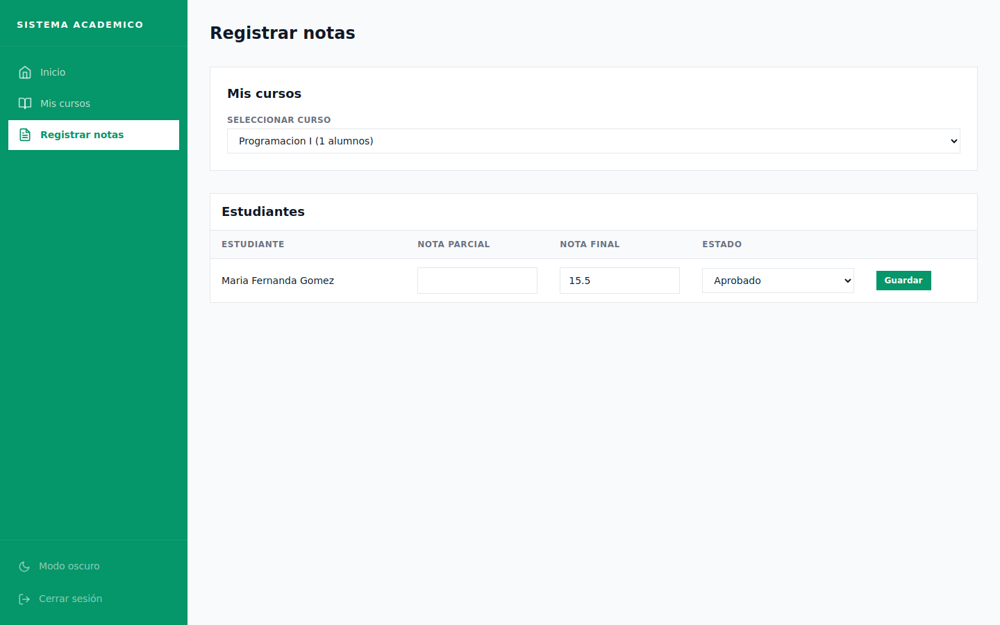 SISTEMA ACADEMICO
Inicio
Mis cursos
Registrar notas
Modo oscuro
Cerrar sesión
Registrar notas
Mis cursos
SELECCIONAR CURSO
Programacion I (1 alumnos)
Estudiantes
ESTUDIANTE NOTA PARCIAL NOTA FINAL ESTADO
Maria Fernanda Gomez 15.5 Aprobado Guardar